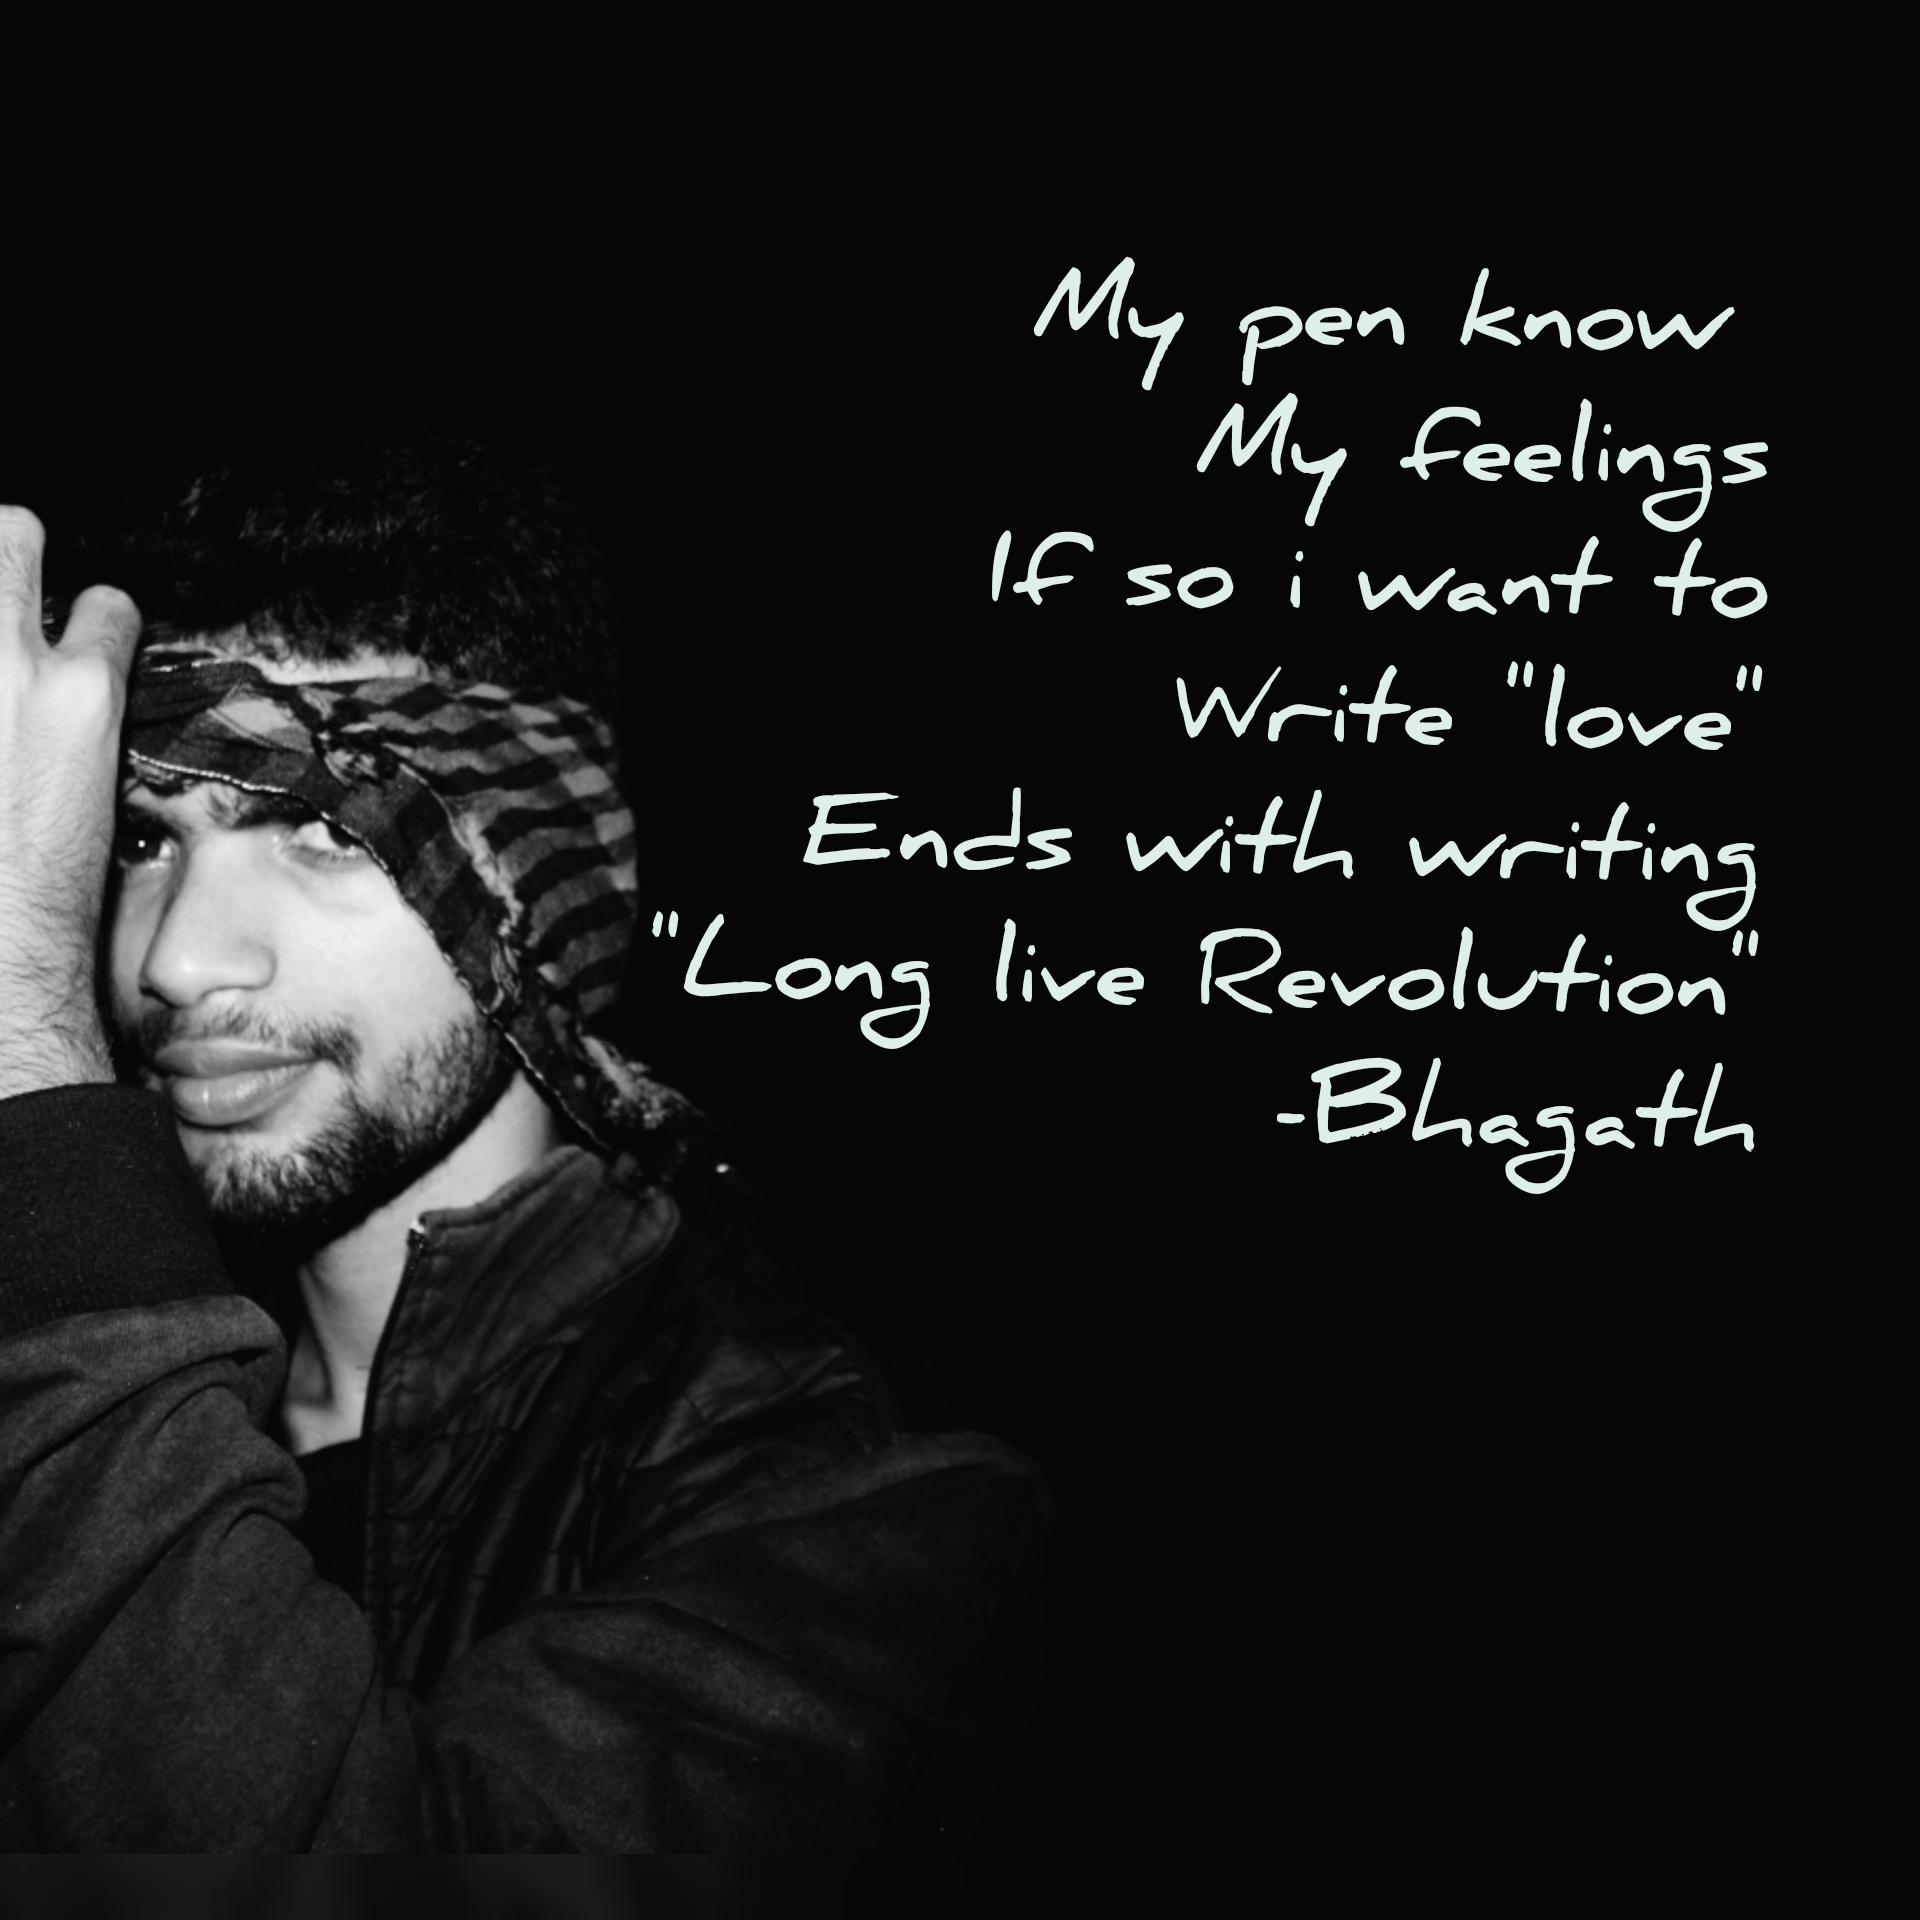 My pen know
My feelings
If so i want to
Write "love"
Ends with writing
"Long live Revolution"
-Bhagath